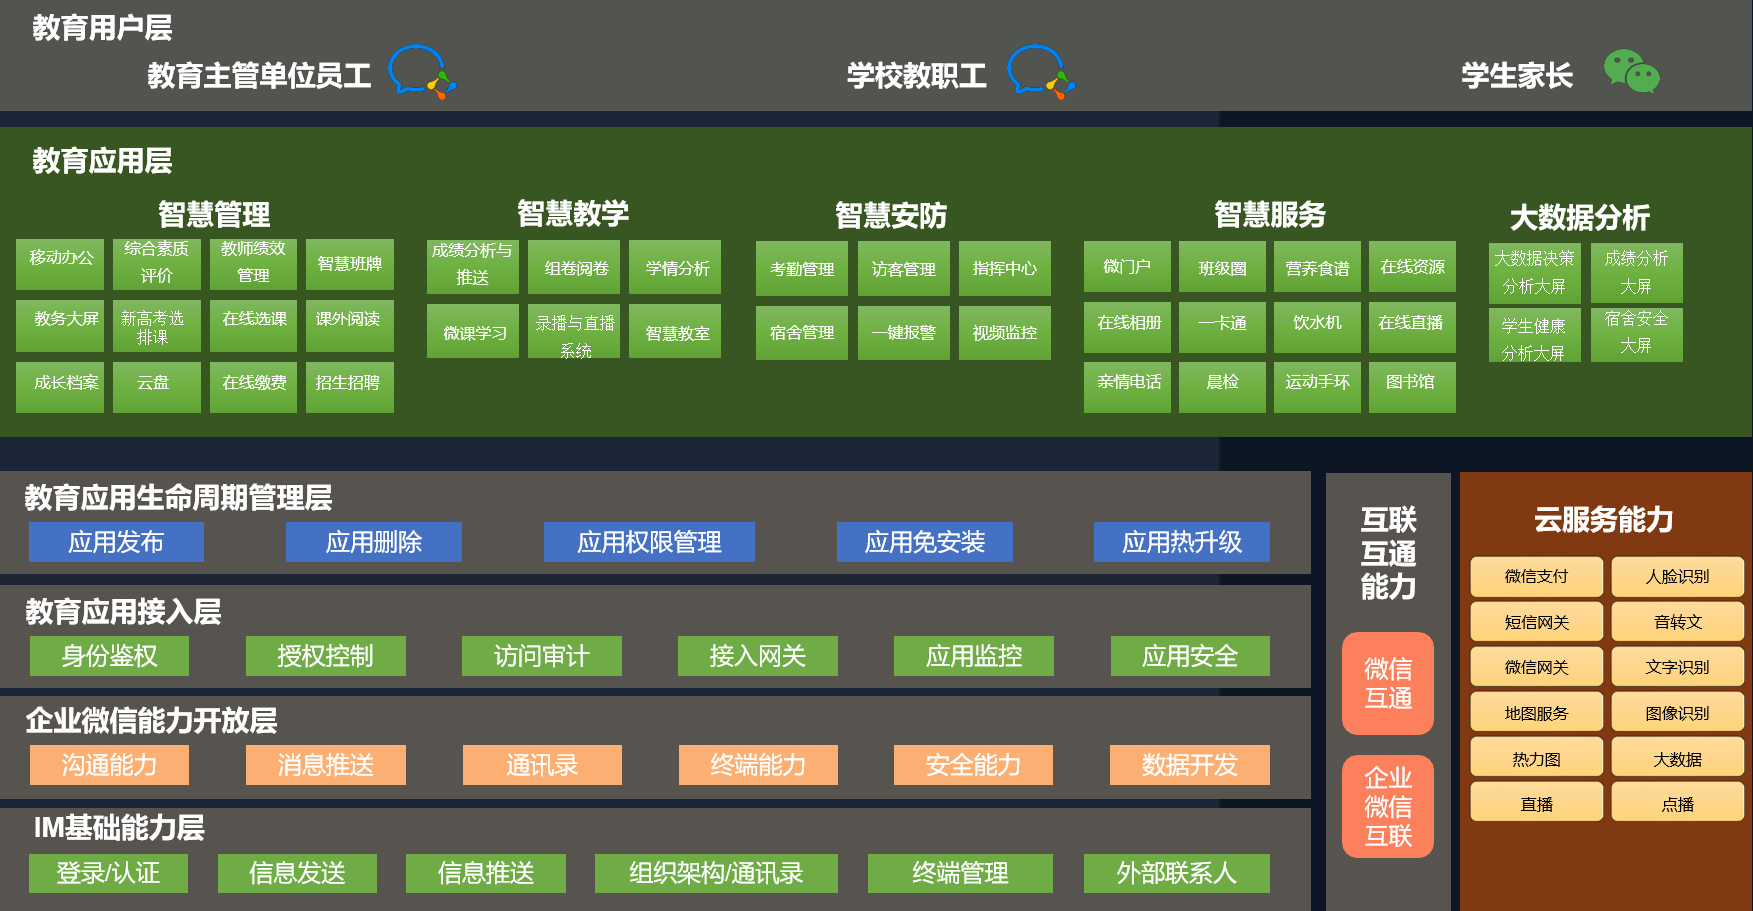 教育用户层
教育主管单位员工
学校教职工
学生家长
教育应用层
智慧管理
移动办公
综合素质
评价
教师绩效
管理
智慧班牌
教务大屏
新高考选
排课
在线选课
课外阅读
成长档案
云盘
在线缴费
招生招聘
智慧教学
成绩分析与
推送
组卷阅卷
学情分析
微课学习
录播与直播
系统
智慧教室
智慧安防
考勤管理
访客管理
指挥中心
宿舍管理
一键报警
视频监控
智慧服务
微门户
班级圈
营养食谱
在线资源
在线相册
一卡通
饮水机
在线直播
亲情电话
晨检
运动手环
图书馆
大数据分析
大数据决策
分析大屏
成绩分析
大屏
学生健康
分析大屏
宿舍安全
大屏
教育应用生命周期管理层
应用发布
应用删除
应用权限管理
应用免安装
应用热升级
教育应用接入层
身份鉴权
授权控制
访问审计
接入网关
应用监控
应用安全
企业微信能力开放层
沟通能力
消息推送
通讯录
终端能力
安全能力
数据开发
IM基础能力层
登录/认证
信息发送
信息推送
组织架构/通讯录
终端管理
外部联系人
互联
互通
能力
微信
互通
企业
微信
互联
云服务能力
微信支付
人脸识别
短信网关
音转文
微信网关
文字识别
地图服务
图像识别
热力图
大数据
直播
点播